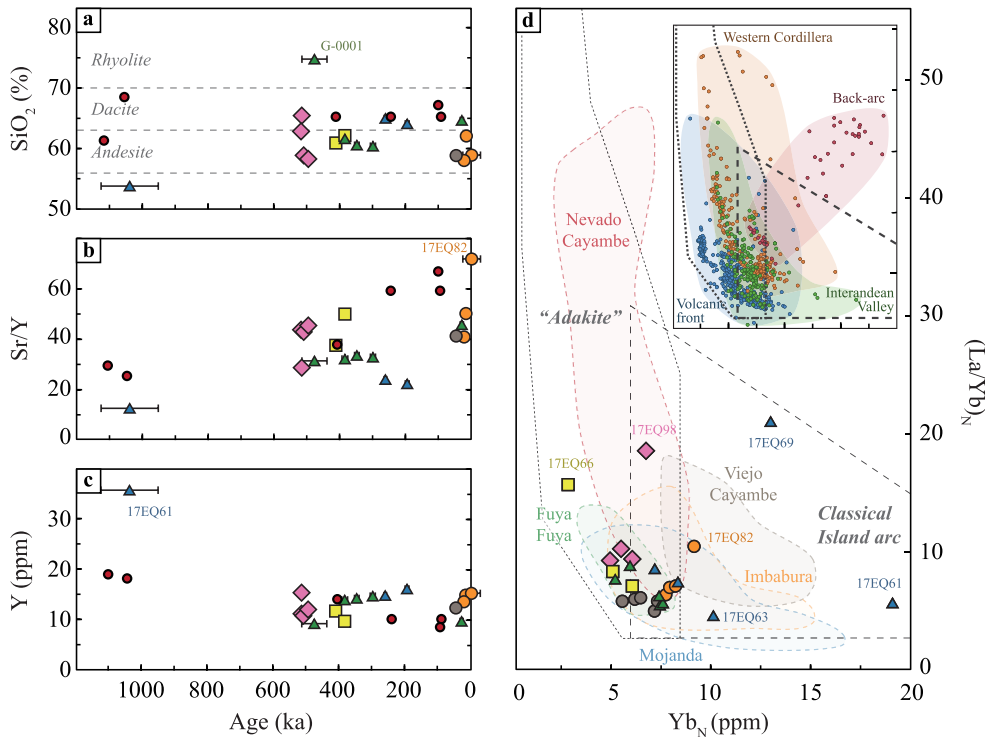 a
80
70
60
50
SiO2 (%)
Rhyolite
Dacite
Andesite
G-0001
b
80
60
40
20
0
Sr/Y
17EQ82
c
30
20
10
0
Y (ppm)
17EQ61
1000
800
600
400
200
0
Age (ka)
d
Western Cordillera
Back-arc
Volcanic
front
Interandean
Valley
Nevado
Cayambe
“Adakite”
17EQ98
17EQ69
17EQ66
Viejo
Cayambe
Fuya
Fuya
Classical
Island arc
17EQ82
Imbabura
17EQ61
17EQ63
Mojanda
50
40
30
20
10
0
(La/Yb)N
0
5
10
15
20
YbN (ppm)